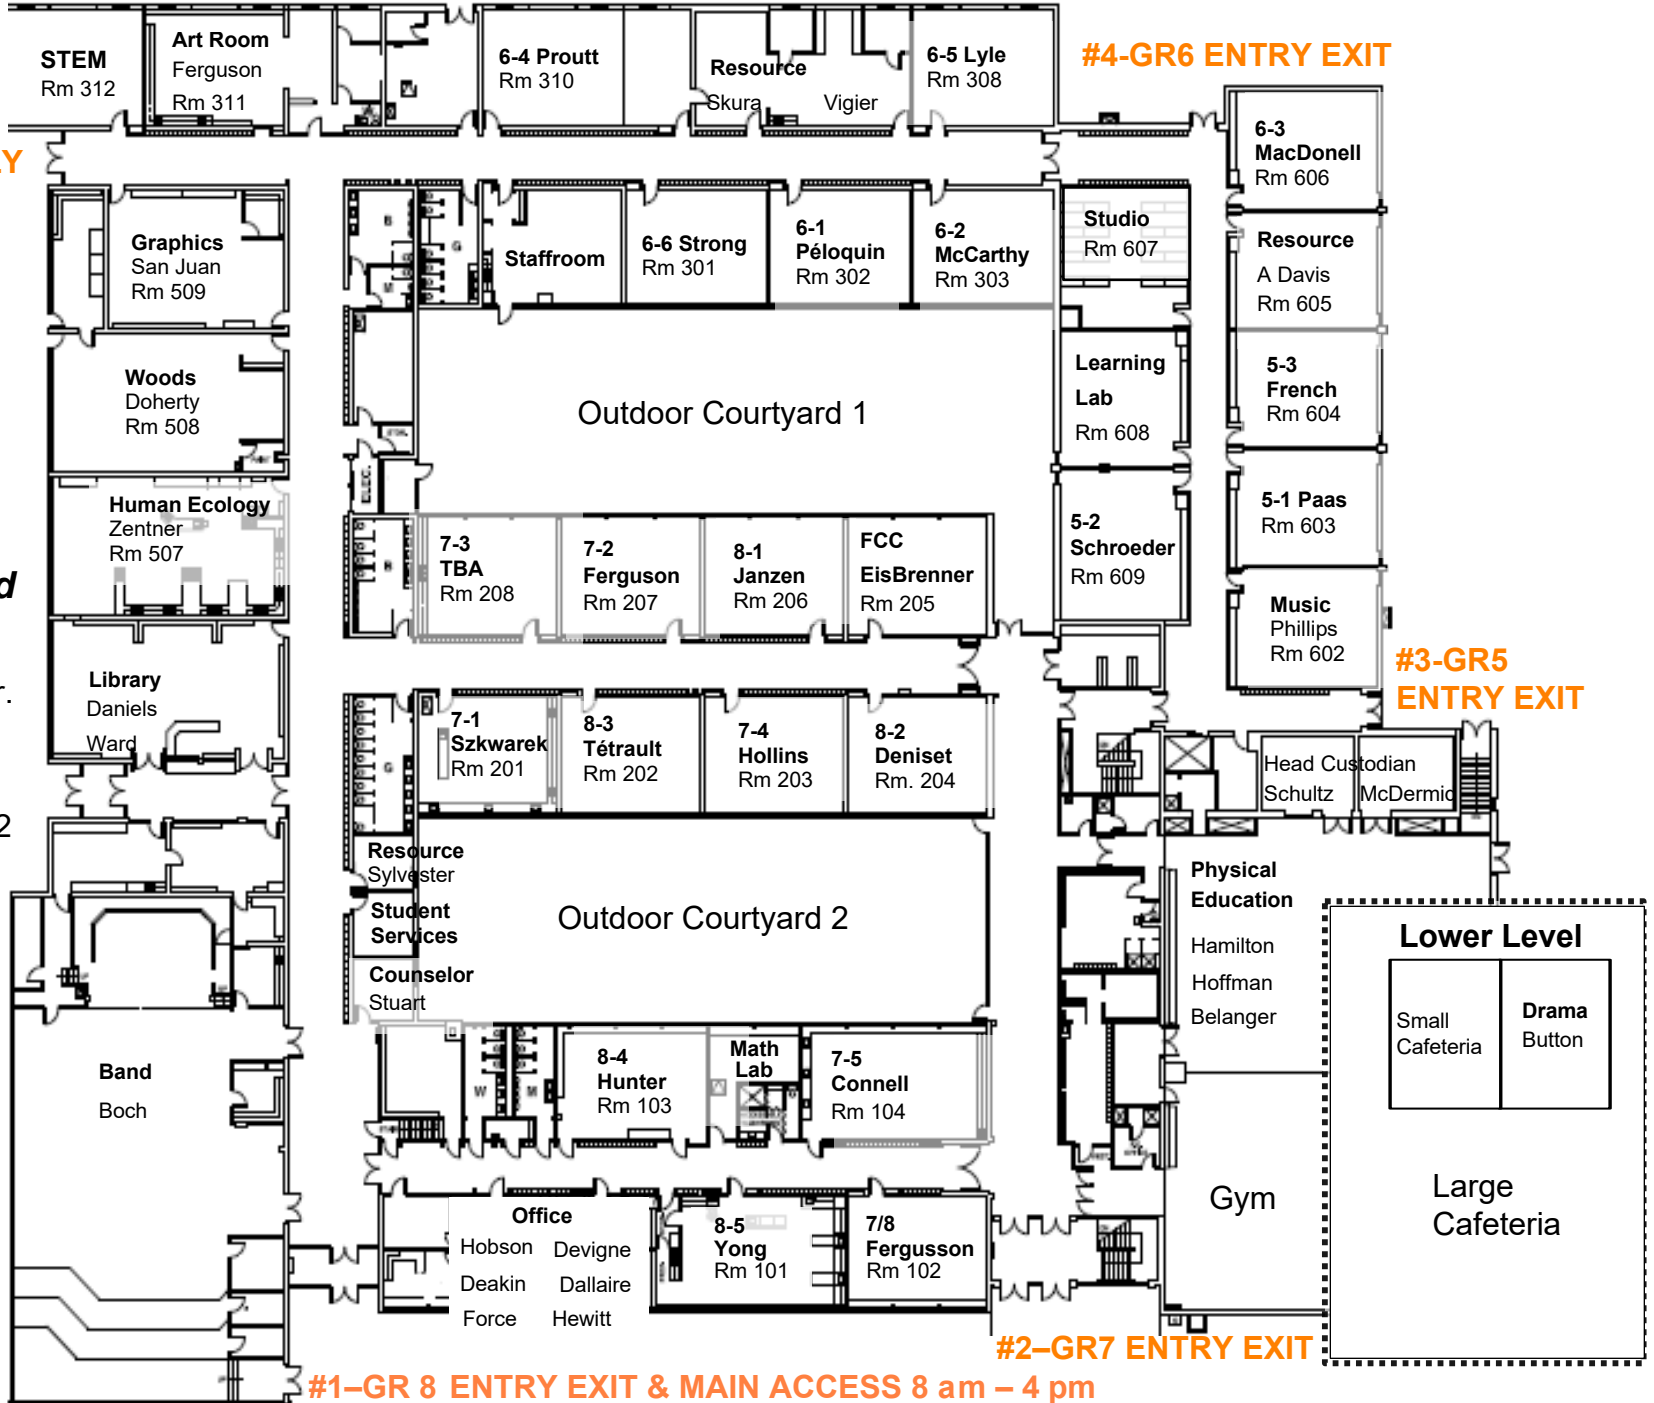 STEM
Rm 312
Art Room
Ferguson
Rm 311
6-4 Proutt
Rm 310
Resource
Skura
Vigier
6-5 Lyle
Rm 308
#4-GR6 ENTRY EXIT
6-3
MacDonell
Rm 606
Graphics
San Juan
Rm 509
B
G
M
Staffroom
6-6 Strong
Rm 301
6-1
Péloquin
Rm 302
6-2
McCarthy
Rm 303
Studio
Rm 607
Resource
A Davis
Rm 605
Woods
Doherty
Rm 508
Outdoor Courtyard 1
Learning
Lab
Rm 608
5-3
French
Rm 604
ELEC.
Human Ecology
Zentner
Rm 507
7-3
TBA
Rm 208
7-2
Ferguson
Rm 207
8-1
Janzen
Rm 206
FCC
EisBrenner
Rm 205
5-2
Schroeder
Rm 609
5-1 Paas
Rm 603
Music
Phillips
Rm 602
#3-GR5
ENTRY EXIT
d
r.
2
Library
Daniels
Ward
G
7-1
Szkwarek
Rm 201
8-3
Tétrault
Rm 202
7-4
Hollins
Rm 203
8-2
Deniset
Rm. 204
Head Custodian
Schultz
McDermid
Resource
Sylvester
Student
Services
Counselor
Stuart
Outdoor Courtyard 2
Physical
Education
Hamilton
Hoffman
Belanger
Lower Level
Small
Cafeteria
Drama
Button
Large
Cafeteria
Band
Boch
W
M
8-4
Hunter
Rm 103
Math
Lab
7-5
Connell
Rm 104
Gym
Office
Hobson Devigne
Deakin Dallaire
Force Hewitt
8-5
Yong
Rm 101
7/8
Fergusson
Rm 102
#2–GR7 ENTRY EXIT
#1–GR 8 ENTRY EXIT & MAIN ACCESS 8 am – 4 pm